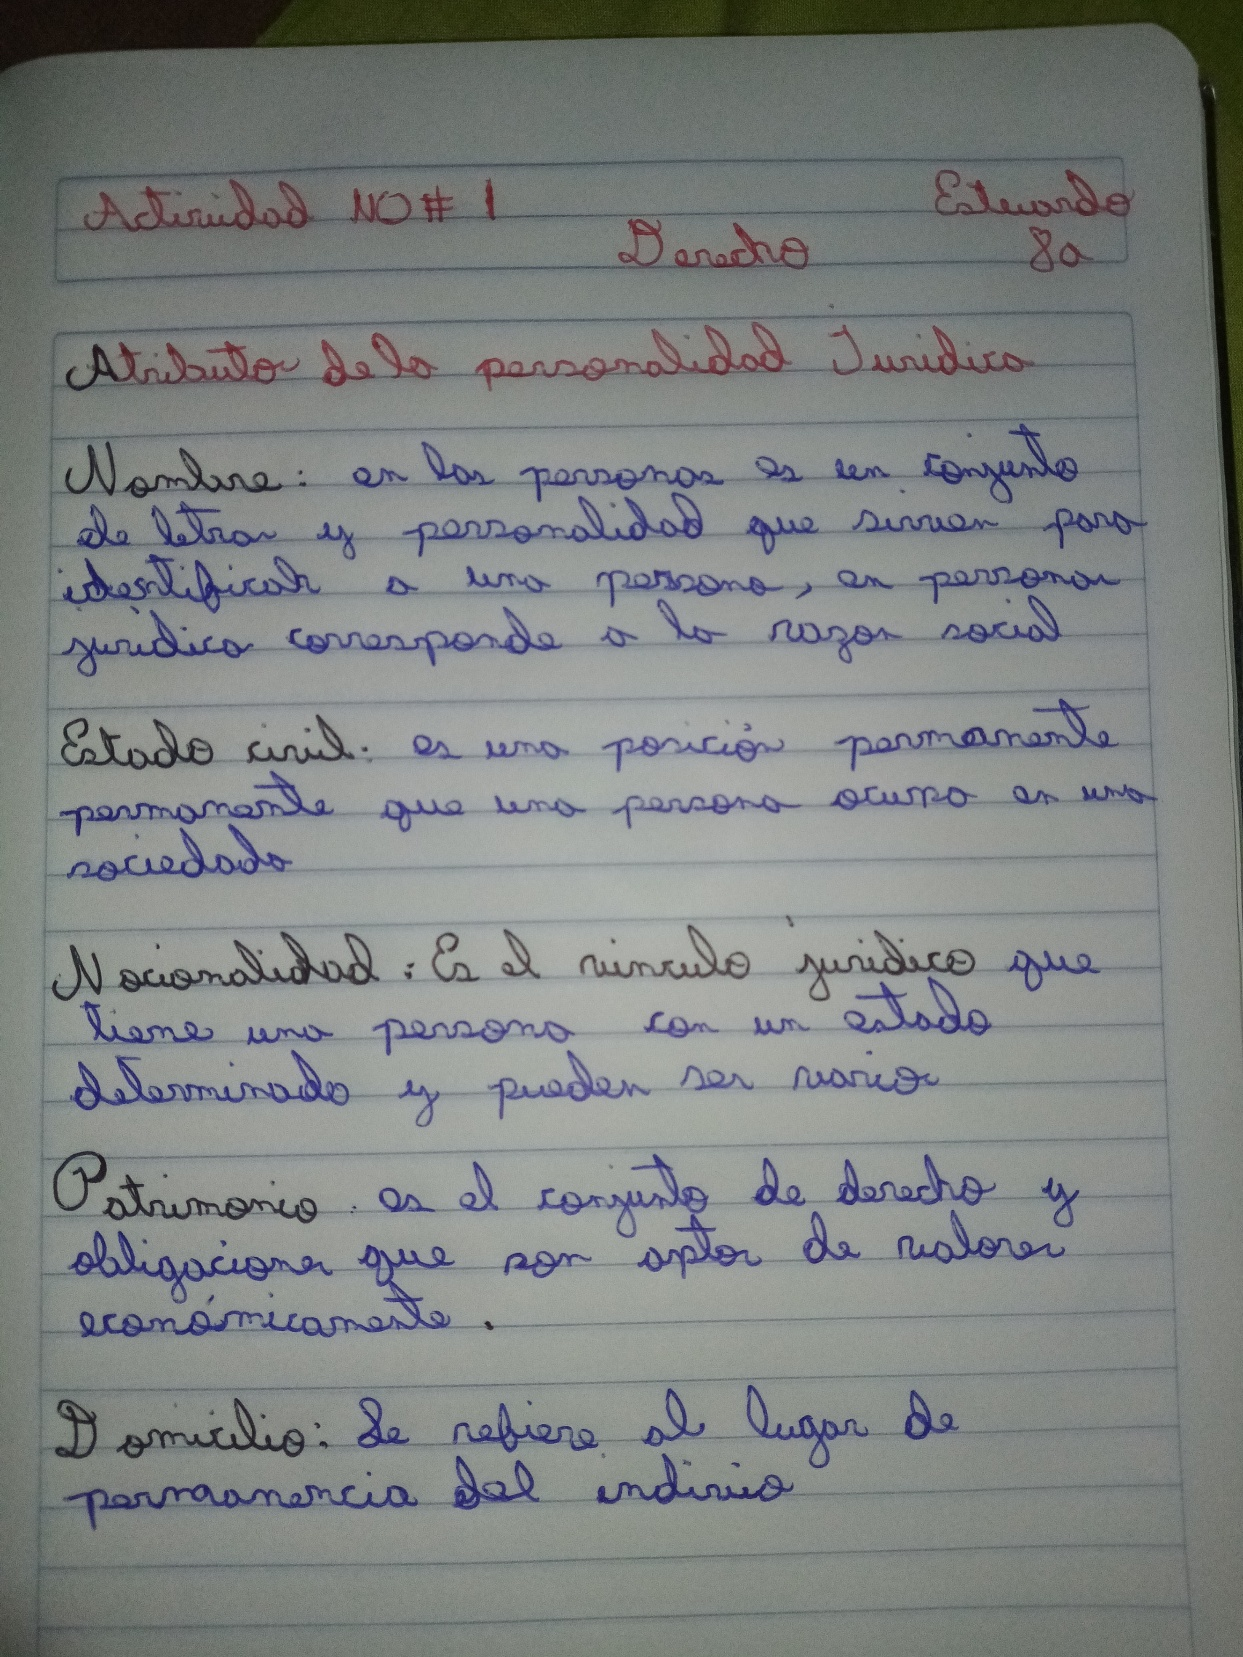 Actividad NO # 1
Estuardo
Derecho
8a
Atributos de la personalidad Juridica
Nombre: en las personas es un conjunto
de letras y personalidad que sirven para
identificar a una persona, en personas
juridica corresponde a la razon social
Estado civil: es una posición permanente
permanente que una persona ocupa en una
sociedada
Nacionalidad: Es el vinculo juridico que
tiene una persona con un estado
determinado y pueden ser varios
Patrimonio. es el conjunto de derecho y
obligaciones que son aptos de valores
económicamente.
Domicilio: Se refiere al lugar de
permanencia del indivio